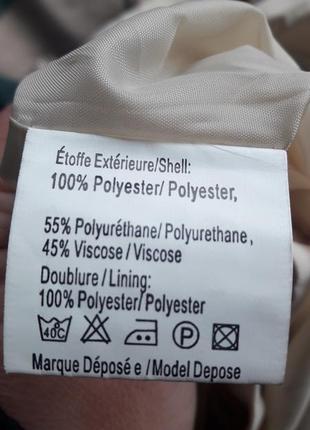 Étoffe Extérieure/Shell:
100% Polyester/ Polyester,
55% Polyuréthane/ Polyurethane,
45% Viscose / Viscose
Doublure / Lining:
100% Polyester/ Polyester
40C P
Marque Déposé e / Model Depose